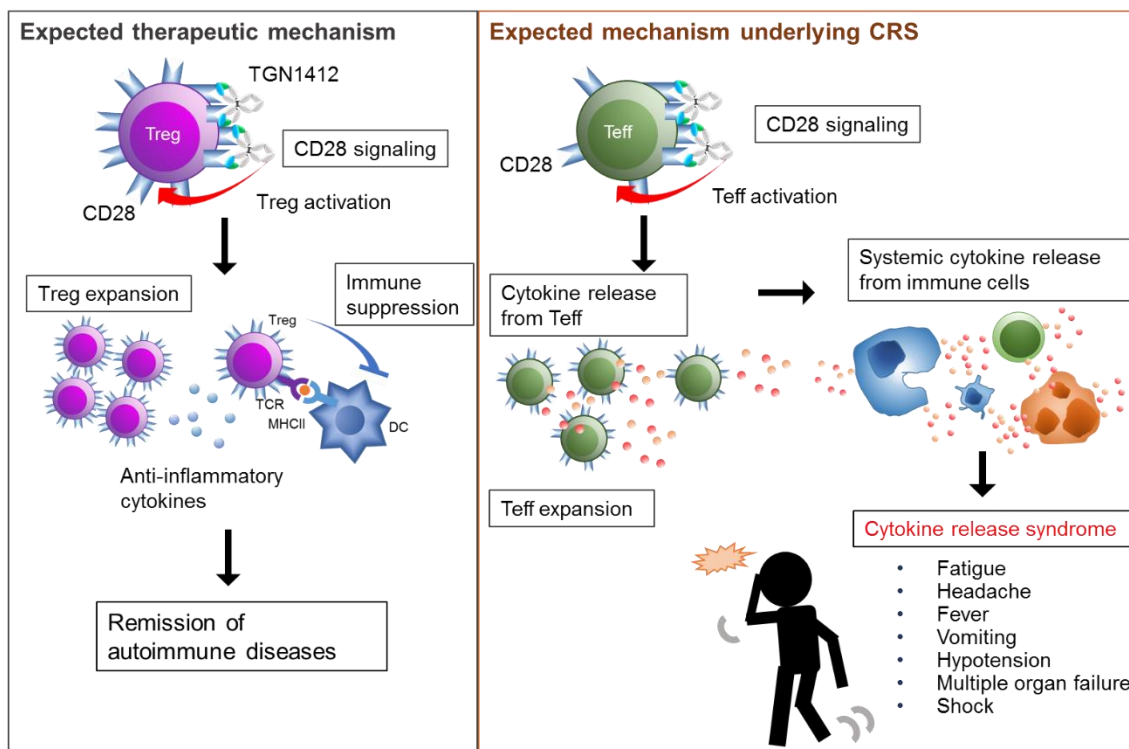 Expected therapeutic mechanism
TGN1412
Treg
CD28 signaling
CD28
Treg activation
Treg expansion
Immune
suppression
Treg
TCR
MHCII
DC
Anti-inflammatory
cytokines
Remission of
autoimmune diseases
Expected mechanism underlying CRS
Teff
CD28 signaling
CD28
Teff activation
Cytokine release
from Teff
Systemic cytokine release
from immune cells
Teff expansion
Cytokine release syndrome
• Fatigue
• Headache
• Fever
• Vomiting
• Hypotension
• Multiple organ failure
• Shock